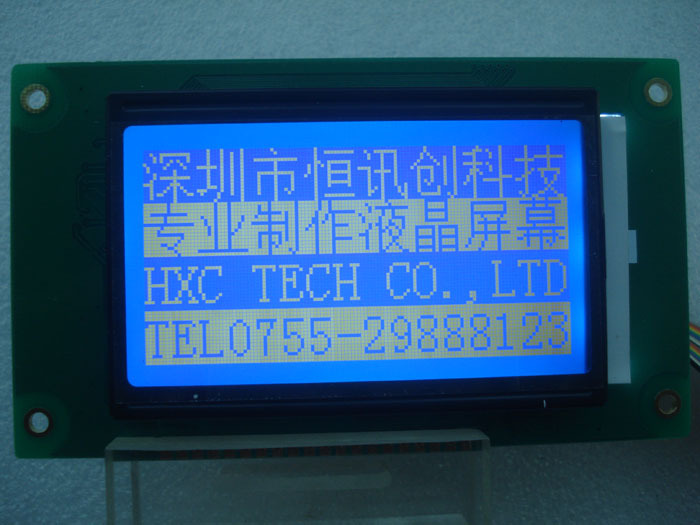 深圳市恒讯创科技
专业制作液晶屏幕
HXC TECH CO.,LTD
TEL0755-29888123